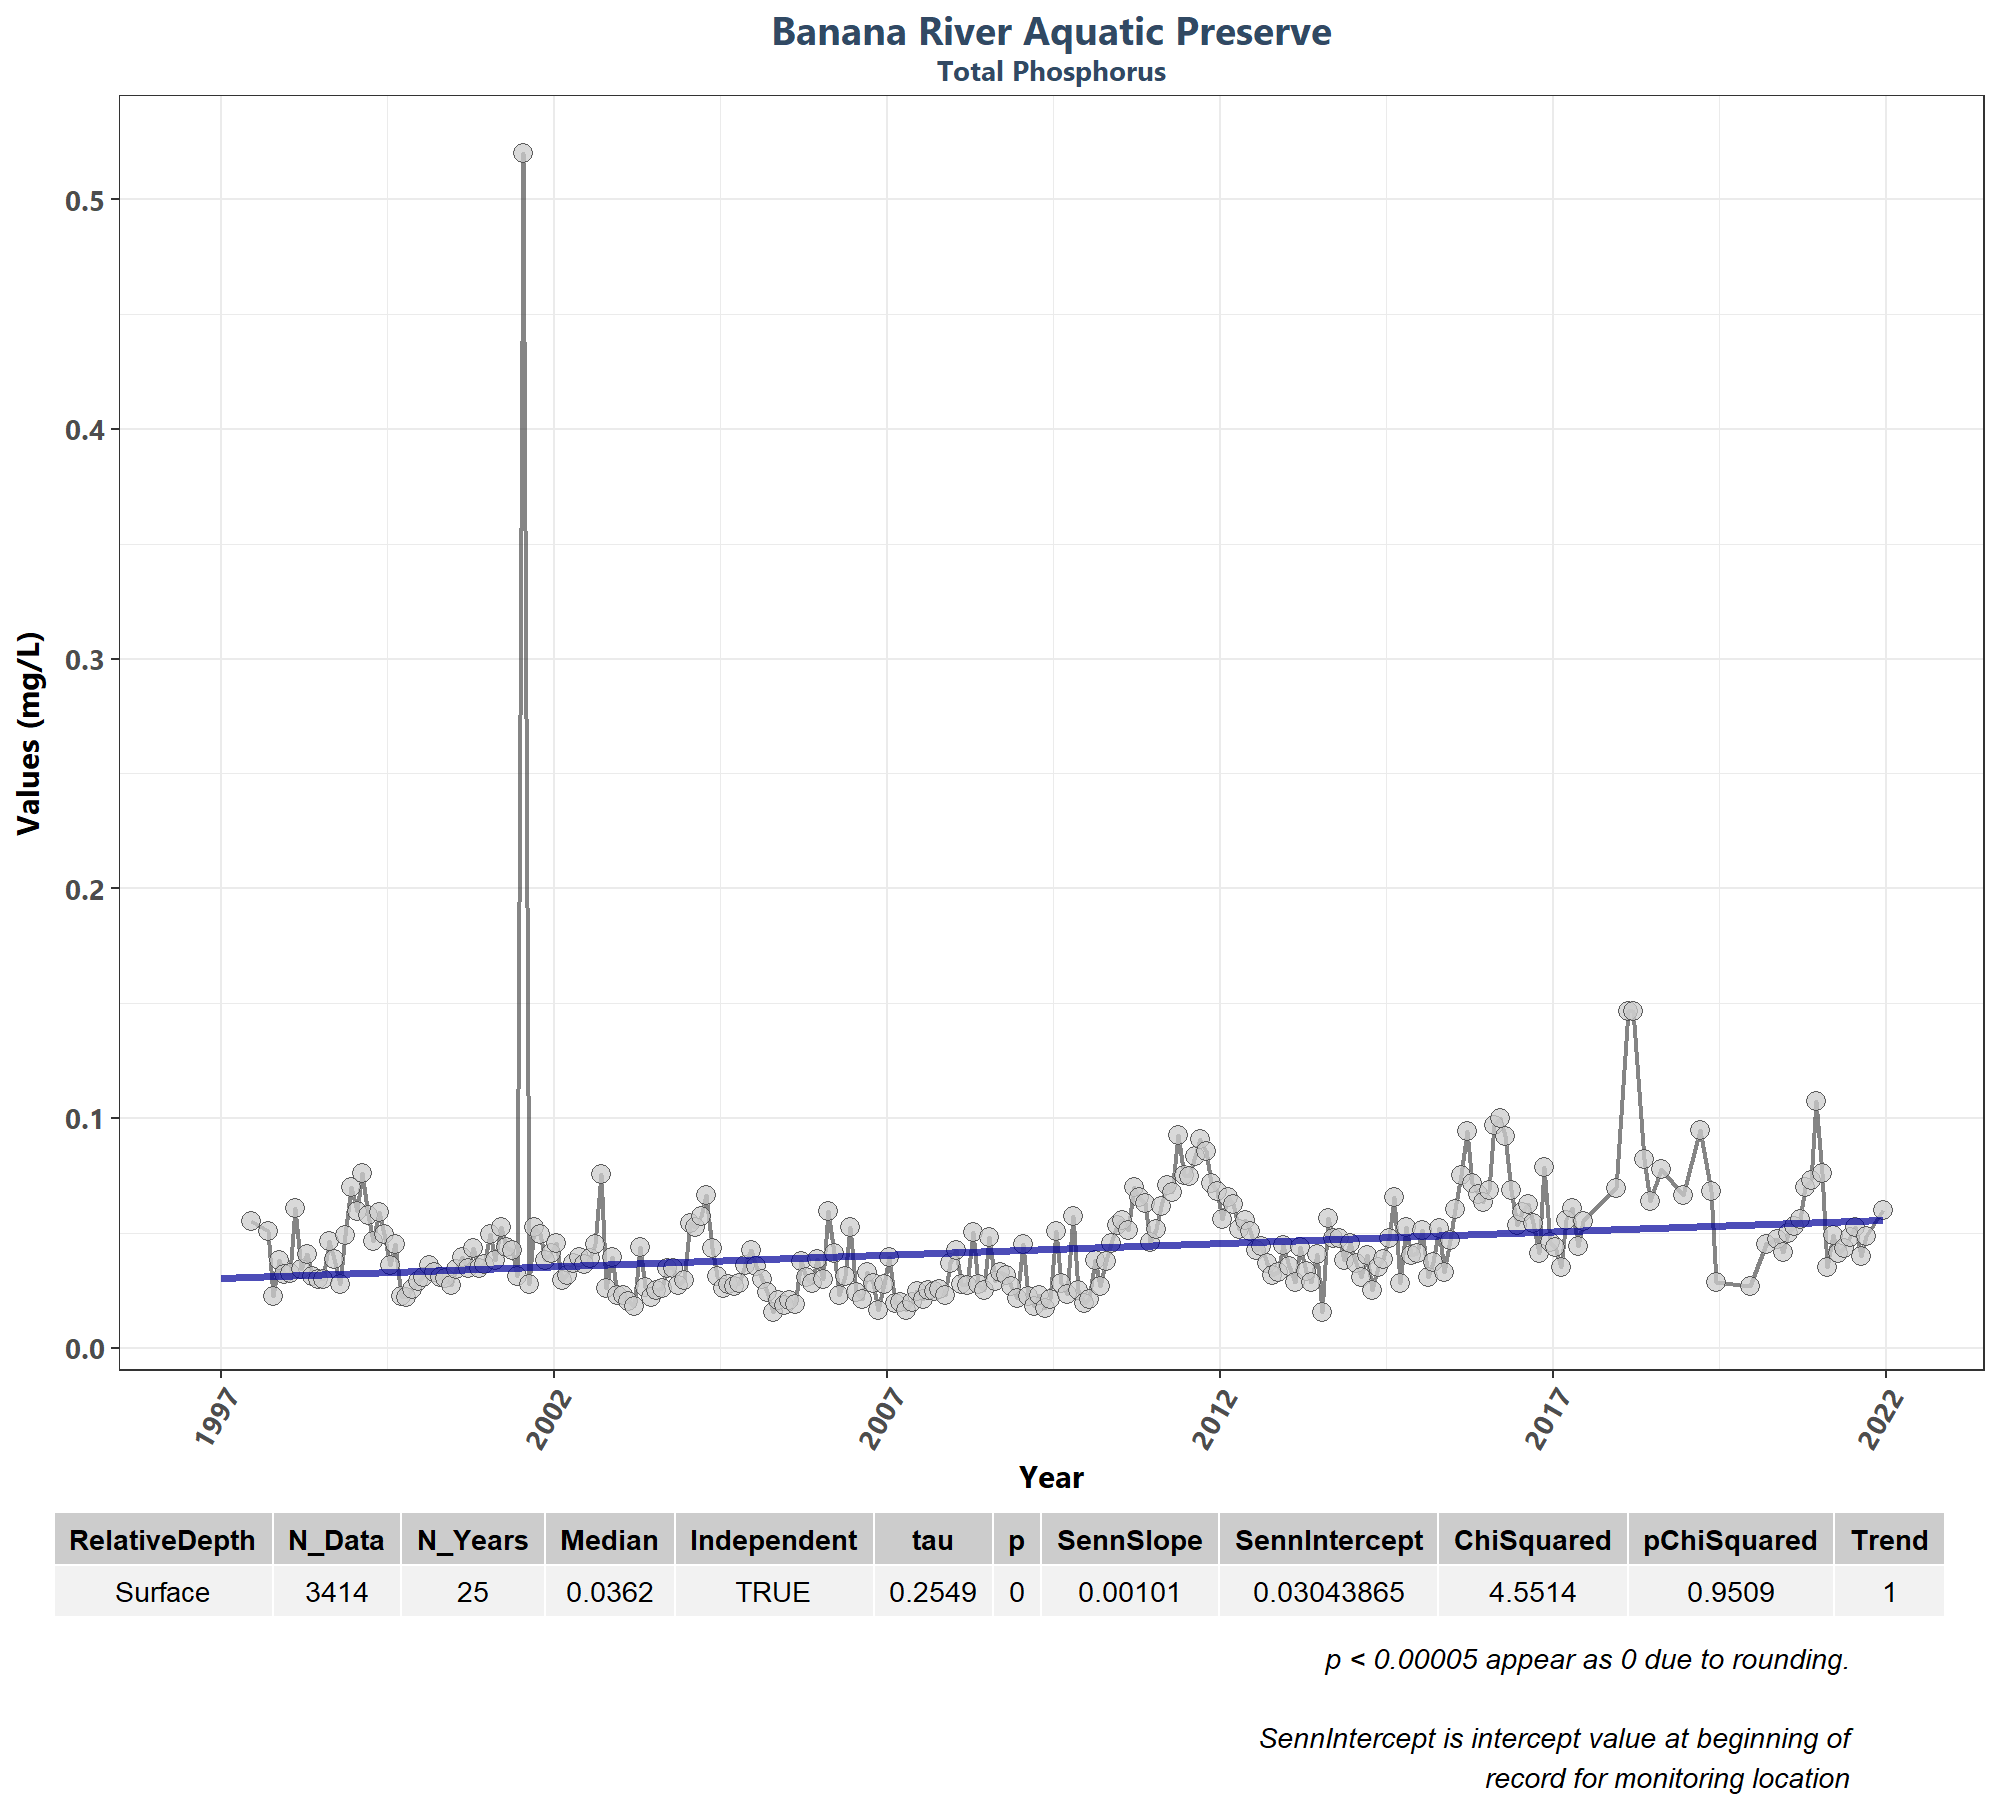 Banana River Aquatic Preserve
Total Phosphorus
Values (mg/L)
0.5
0.4
0.3
0.2
0.1
0.0
1997 2002 2007 2012 2017 2022
Year
RelativeDepth N_Data N_Years Median Independent tau p SennSlope SennIntercept ChiSquared pChiSquared Trend
Surface 3414 25 0.0362 TRUE 0.2549 0 0.00101 0.03043865 4.5514 0.9509 1
p < 0.00005 appear as 0 due to rounding.
SennIntercept is intercept value at beginning of
record for monitoring location